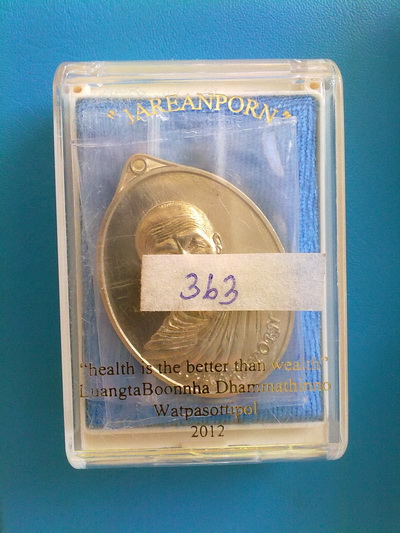 "JAREANPORN"
363
"health is the better than wealth"
LuangtaBoonnha Dhammathinno
Watpasottipol
2012